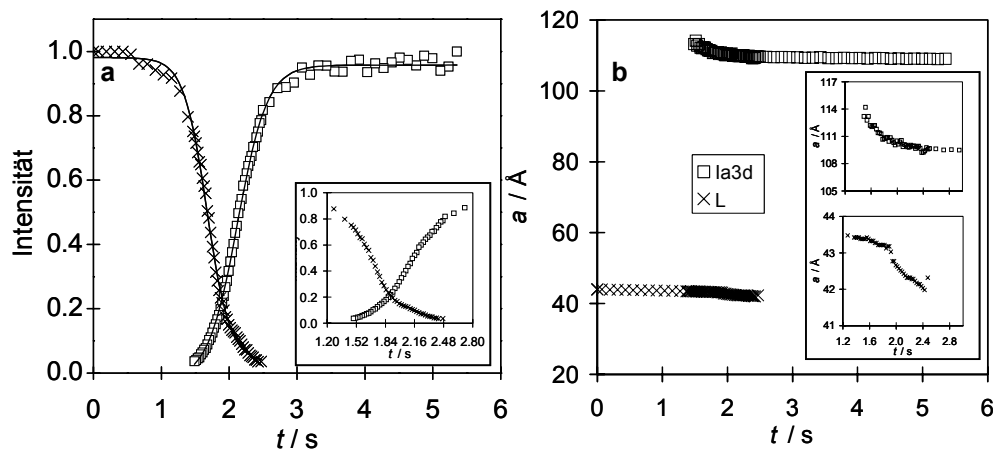 a
Intensität
1.0
0.8
0.6
0.4
0.2
0.0
0 1 2 3 4 5 6
t / s
1.0
0.8
0.6
0.4
0.2
0.0
1.20 1.52 1.84 2.16 2.48 2.80
t / s
b
a / Å
120
100
80
60
40
20
0 1 2 3 4 5 6
t / s
Ia3d
L
a / Å
117
114
111
108
105
a / Å
44
43
42
41
1.2 1.6 2.0 2.4 2.8
t / s